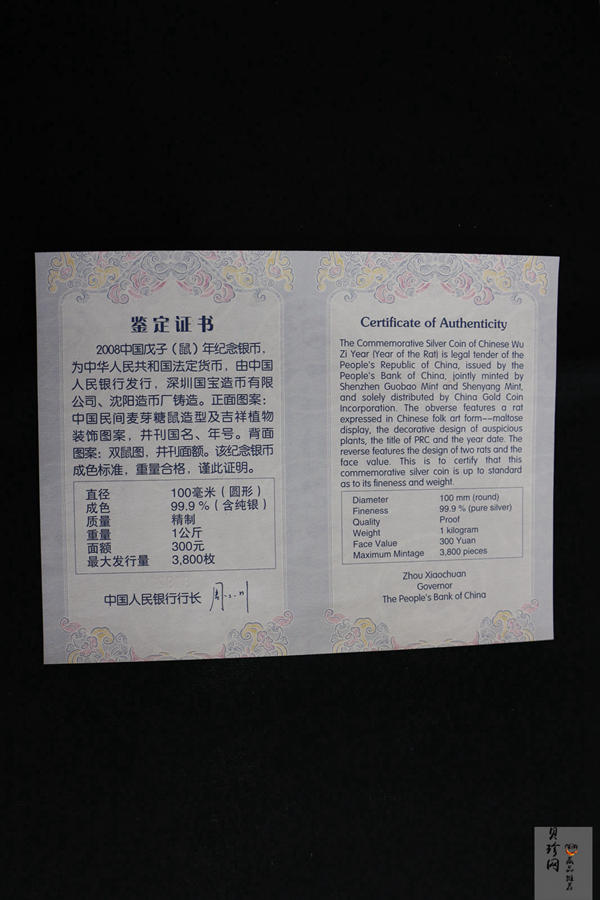 鉴定证书
2008中国戊子（鼠）年纪念银币，
为中华人民共和国法定货币，由中国
人民银行发行，深圳国宝造币有限
公司、沈阳造币厂铸造。正面图案：
中国民间麦芽糖鼠造型及吉祥植物
装饰图案，井刊国名、年号。背面
图案：双鼠图，井刊面额。该纪念银币
成色标准，重量合格，谨此证明。
直径 100毫米（圆形）
成色 99.9％（含纯银）
质量 精制
重量 1公斤
面额 300元
最大发行量 3,800枚
中国人民银行行长 周小川
Certificate of Authenticity
The Commemorative Silver Coin of Chinese Wu
Zi Year (Year of the Rat) is legal tender of the
People's Republic of China, issued by the
People's Bank of China, jointly minted by
Shenzhen Guobao Mint and Shenyang Mint,
and solely distributed by China Gold Coin
Incorporation. The obverse features a rat
expressed in Chinese folk art form--maltose
display, the decorative design of auspicious
plants, the title of PRC and the year date. The
reverse features the design of two rats and the
face value. This is to certify that this
commemorative silver coin is up to standard
as to its fineness and weight.
Diameter 100 mm (round)
Fineness 99.9 % (pure silver)
Quality Proof
Weight 1 kilogram
Face Value 300 Yuan
Maximum Mintage 3,800 pieces
Zhou Xiaochuan
Governor
The People's Bank of China
贝珍网
藏品推荐